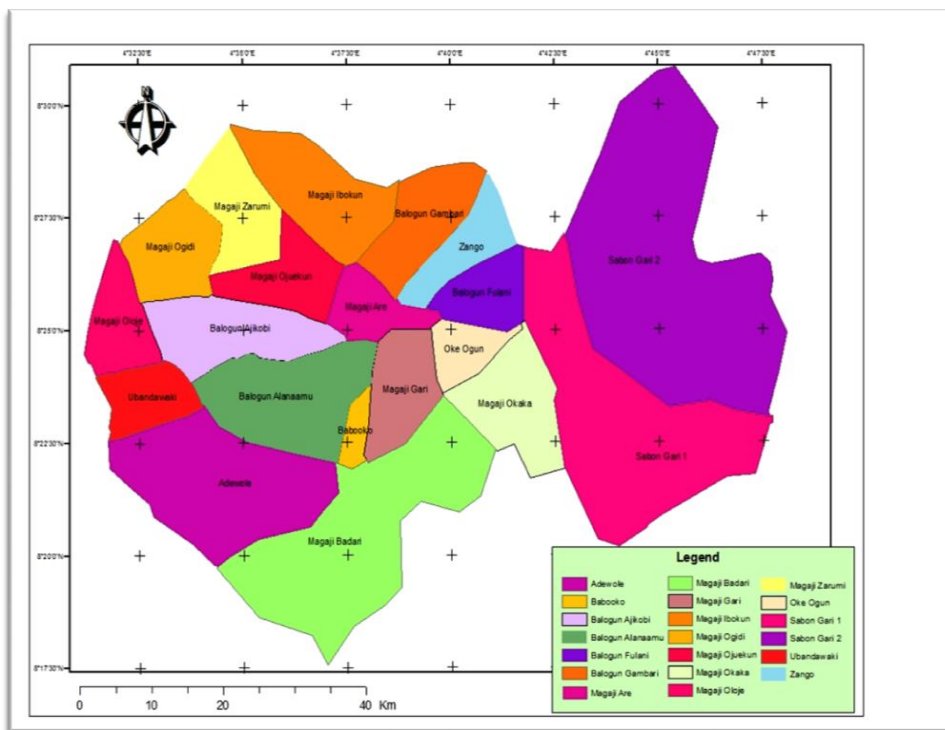 4°32'30"E 4°35'0"E 4°37'30"E 4°40'0"E 4°42'30"E 4°45'0"E 4°47'30"E
8°30'0"N
N
Magaji Ibokun
Magaji Zarumi
Balogun Gambari
8°27'30"N
Magaji Ogidi
Zango
Sabon Gari 2
Magaji Ojuekun
Balogun Fulani
Magaji Are
Magaji Oloje
8°25'0"N
Balogun Ajikobi
Oke Ogun
Magaji Gari
Ubandawaki
Balogun Alanaamu
Magaji Okaka
Babooko
8°22'30"N
Sabon Gari 1
Adewole
Magaji Badari
8°20'0"N
8°17'30"N
Legend
Adewole
Babooko
Balogun Ajikobi
Balogun Alanaamu
Balogun Fulani
Balogun Gambari
Magaji Are
Magaji Badari
Magaji Gari
Magaji Ibokun
Magaji Ogidi
Magaji Ojuekun
Magaji Okaka
Magaji Oloje
Magaji Zarumi
Oke Ogun
Sabon Gari 1
Sabon Gari 2
Ubandawaki
Zango
0 10 20 40 Km